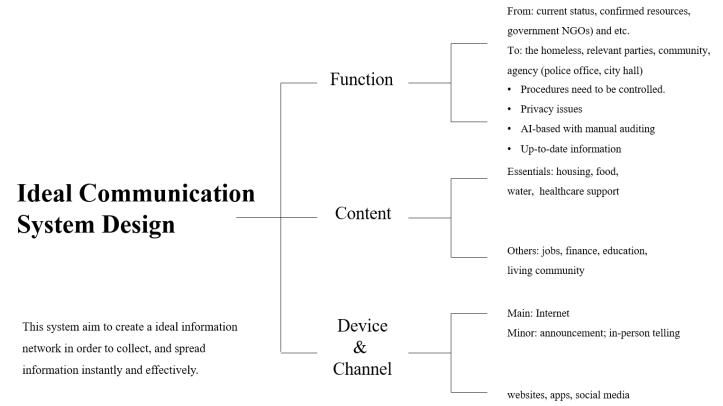 Ideal Communication
System Design
This system aim to create a ideal information
network in order to collect, and spread
information instantly and effectively.
Function
From: current status, confirmed resources,
government NGOs) and etc.
To: the homeless, relevant parties, community,
agency (police office, city hall)
• Procedures need to be controlled.
• Privacy issues
• AI-based with manual auditing
• Up-to-date information
Content
Essentials: housing, food,
water, healthcare support
Others: jobs, finance, education,
living community
Device
&
Channel
Main: Internet
Minor: announcement; in-person telling
websites, apps, social media